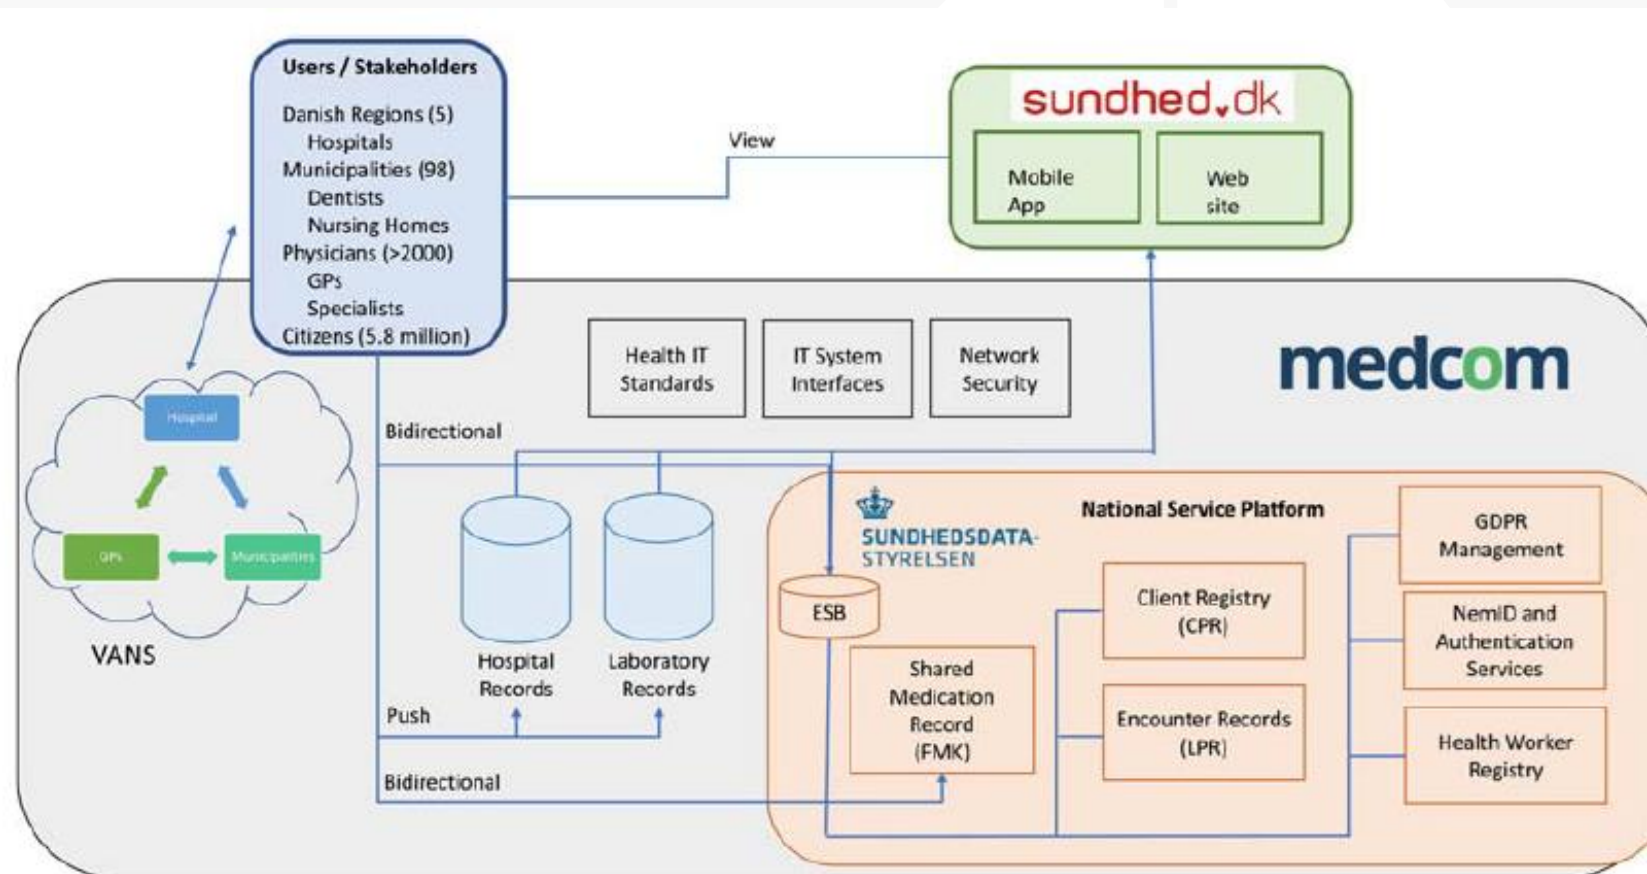 Users / Stakeholders
Danish Regions (5)
Hospitals
Municipalities (98)
Dentists
Nursing Homes
Physicians (>2000)
GPs
Specialists
Citizens (5.8 million)
View
sundhed.dk
Mobile
App
Web
site
Health IT
Standards
IT System
Interfaces
Network
Security
medcom
Hospital
GPs
Municipalities
VANS
Bidirectional
Hospital
Records
Laboratory
Records
Push
Bidirectional
SUNDHEDSDATA-
STYRELSEN
National Service Platform
ESB
Shared
Medication
Record
(FMK)
Client Registry
(CPR)
Encounter Records
(LPR)
GDPR
Management
NemID and
Authentication
Services
Health Worker
Registry